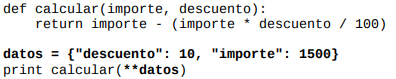 def calcular(importe, descuento):
    return importe - (importe * descuento / 100)
datos = {"descuento": 10, "importe": 1500}
print calcular(**datos)